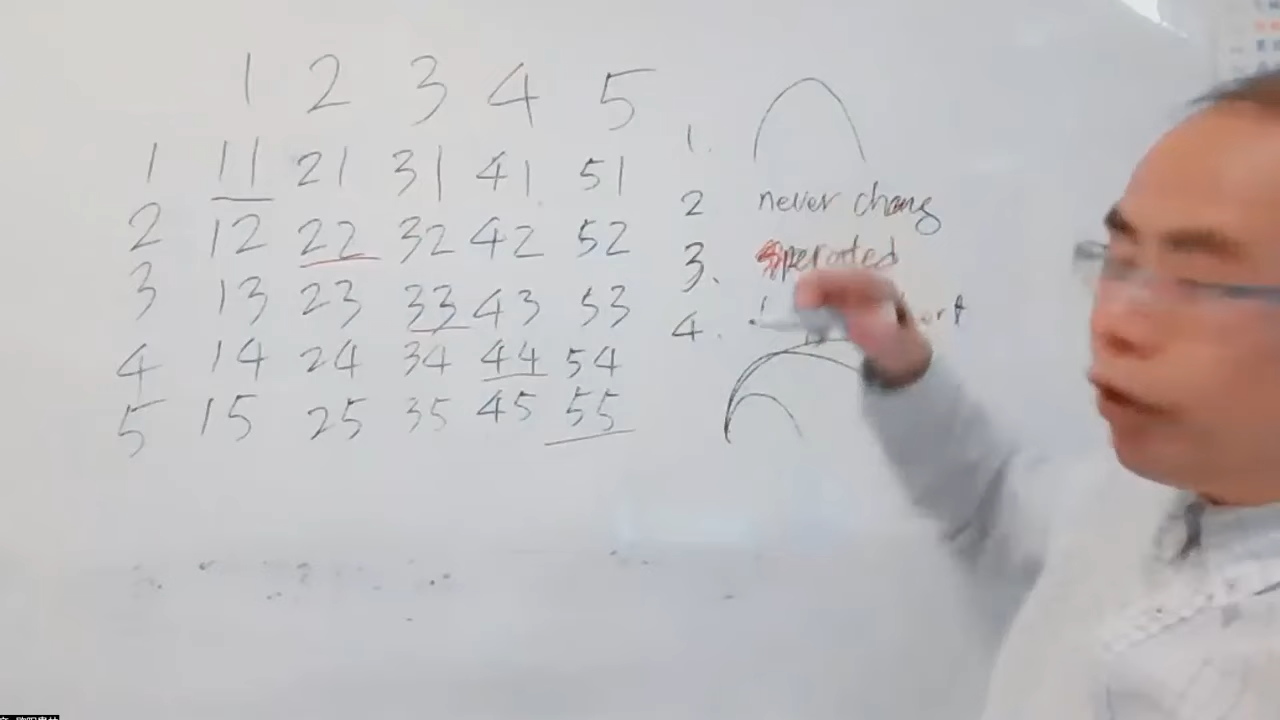 1 2 3 4 5
1 11 21 31 41 51
2 12 22 32 42 52
3 13 23 33 43 53
4 14 24 34 44 54
5 15 25 35 45 55
1.
2 never chang
3. sperated
4.